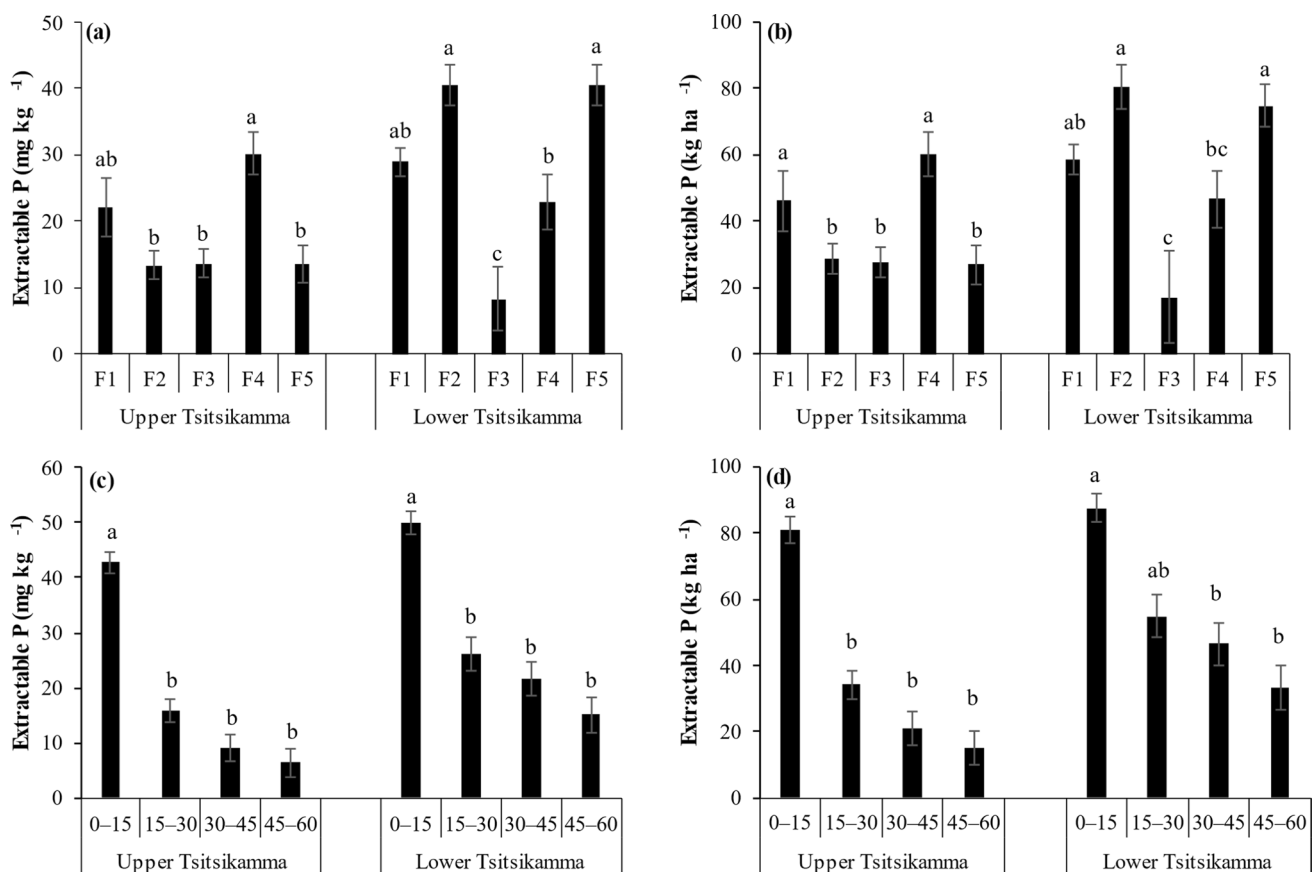 (a)
Extractable P (mg kg -1)
50
40
30
20
10
0
ab
b
b
a
b
ab
a
c
b
a
F1 F2 F3 F4 F5 F1 F2 F3 F4 F5
Upper Tsitsikamma Lower Tsitsikamma
(b)
Extractable P (kg ha -1)
100
80
60
40
20
0
a
b
b
a
b
ab
a
c
bc
a
F1 F2 F3 F4 F5 F1 F2 F3 F4 F5
Upper Tsitsikamma Lower Tsitsikamma
(c)
Extractable P (mg kg -1)
60
50
40
30
20
10
0
a
b
b
b
a
b
b
b
0–15 15–30 30–45 45–60 0–15 15–30 30–45 45–60
Upper Tsitsikamma Lower Tsitsikamma
(d)
Extractable P (kg ha -1)
100
80
60
40
20
0
a
b
b
b
a
ab
b
b
0–15 15–30 30–45 45–60 0–15 15–30 30–45 45–60
Upper Tsitsikamma Lower Tsitsikamma